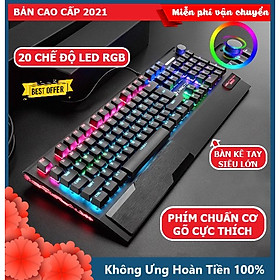 BẢN CAO CẤP 2021
Miễn phí vận chuyển
20 CHẾ ĐỘ LED RGB
BEST OFFER
BÀN KÊ TAY
SIÊU LỚN
PHÍM CHUẨN CƠ
GÕ CỰC THÍCH
Không Ưng Hoàn Tiền 100%